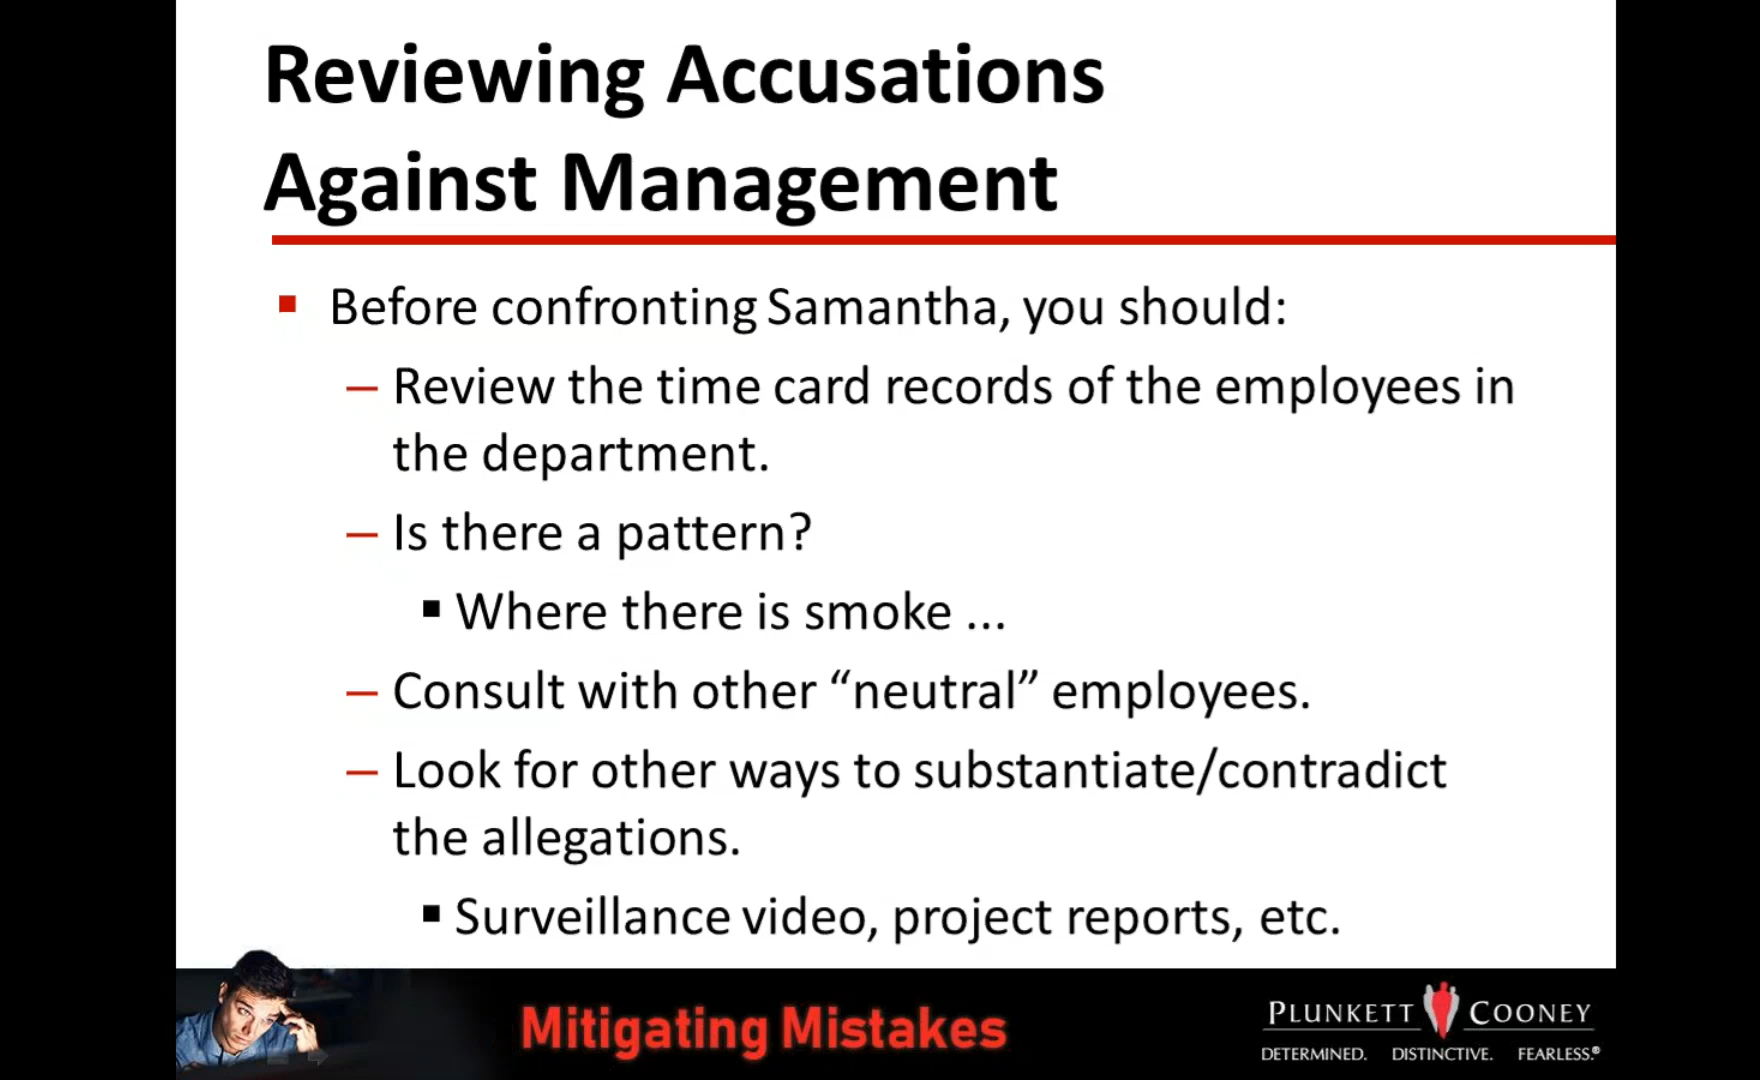 Reviewing Accusations
Against Management
▪ Before confronting Samantha, you should:
– Review the time card records of the employees in
the department.
– Is there a pattern?
▪ Where there is smoke ...
– Consult with other “neutral” employees.
– Look for other ways to substantiate/contradict
the allegations.
▪ Surveillance video, project reports, etc.
Mitigating Mistakes
PLUNKETT COONEY
DETERMINED. DISTINCTIVE. FEARLESS.®